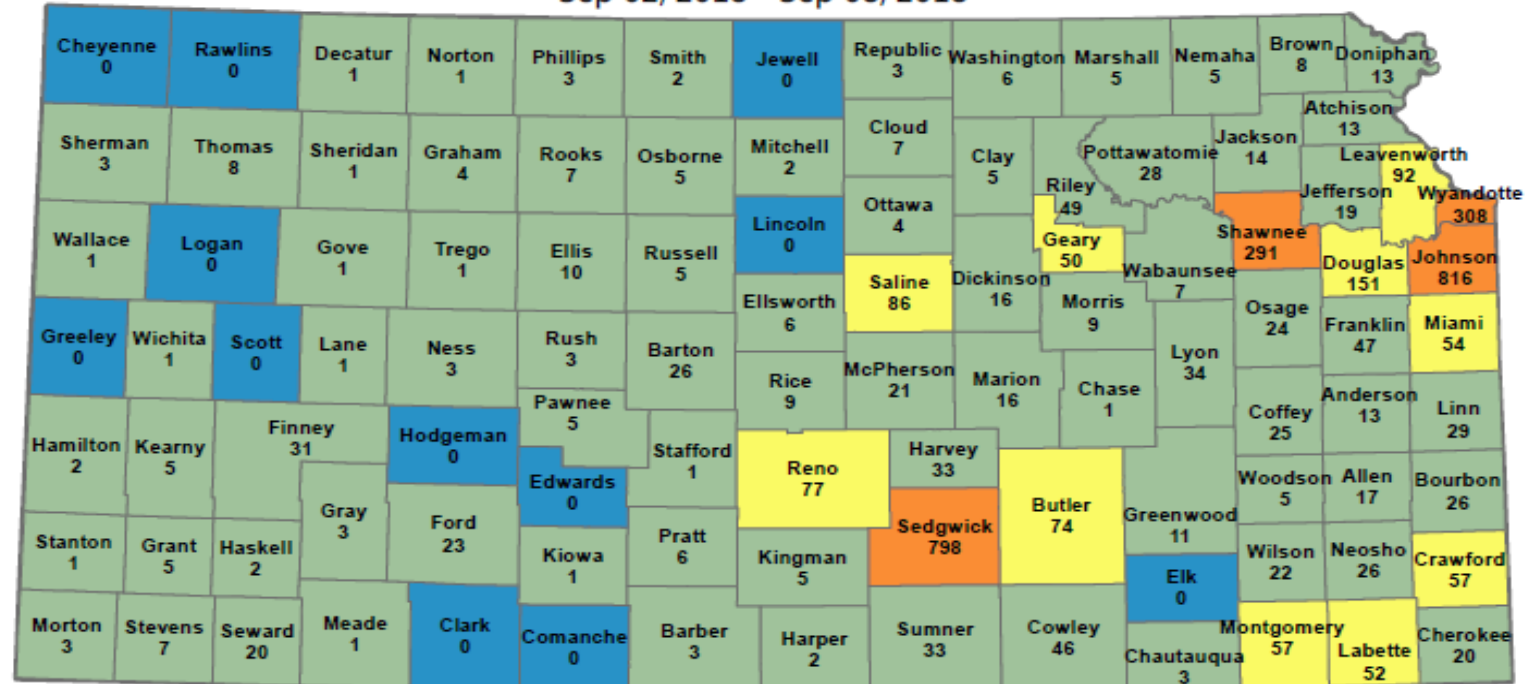 Cheyenne
0
Rawlins
0
Decatur
1
Norton
1
Phillips
3
Smith
2
Jewell
0
Republic
3
Washington
6
Marshall
5
Nemaha
5
Brown
8
Doniphan
13
Atchison
13
Sherman
3
Thomas
8
Sheridan
1
Graham
4
Rooks
7
Osborne
5
Mitchell
2
Cloud
7
Clay
5
Riley
49
Pottawatomie
28
Jackson
14
Jefferson
19
Leavenworth
92
Wyandotte
308
Wallace
1
Logan
0
Gove
1
Trego
1
Ellis
10
Russell
5
Lincoln
0
Ottawa
4
Saline
86
Dickinson
16
Geary
50
Wabaunsee
7
Shawnee
291
Douglas
151
Johnson
816
Greeley
0
Wichita
1
Scott
0
Lane
1
Ness
3
Rush
3
Barton
26
Ellsworth
6
Rice
9
McPherson
21
Marion
16
Morris
9
Chase
1
Lyon
34
Osage
24
Franklin
47
Miami
54
Hamilton
2
Kearny
5
Finney
31
Hodgeman
0
Pawnee
5
Edwards
0
Stafford
1
Reno
77
Harvey
33
Sedgwick
798
Butler
74
Greenwood
11
Coffey
25
Anderson
13
Linn
29
Woodson
5
Allen
17
Bourbon
26
Stanton
1
Grant
5
Haskell
2
Gray
3
Ford
23
Kiowa
1
Pratt
6
Kingman
5
Elk
0
Wilson
22
Neosho
26
Crawford
57
Morton
3
Stevens
7
Seward
20
Meade
1
Clark
0
Comanche
0
Barber
3
Harper
2
Sumner
33
Cowley
46
Chautauqua
3
Montgomery
57
Labette
52
Cherokee
20